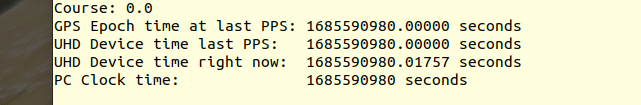 Course: 0.0
GPS Epoch time at last PPS: 1685590980.00000 seconds
UHD Device time last PPS:   1685590980.00000 seconds
UHD Device time right now:  1685590980.01757 seconds
PC Clock time:              1685590980 seconds